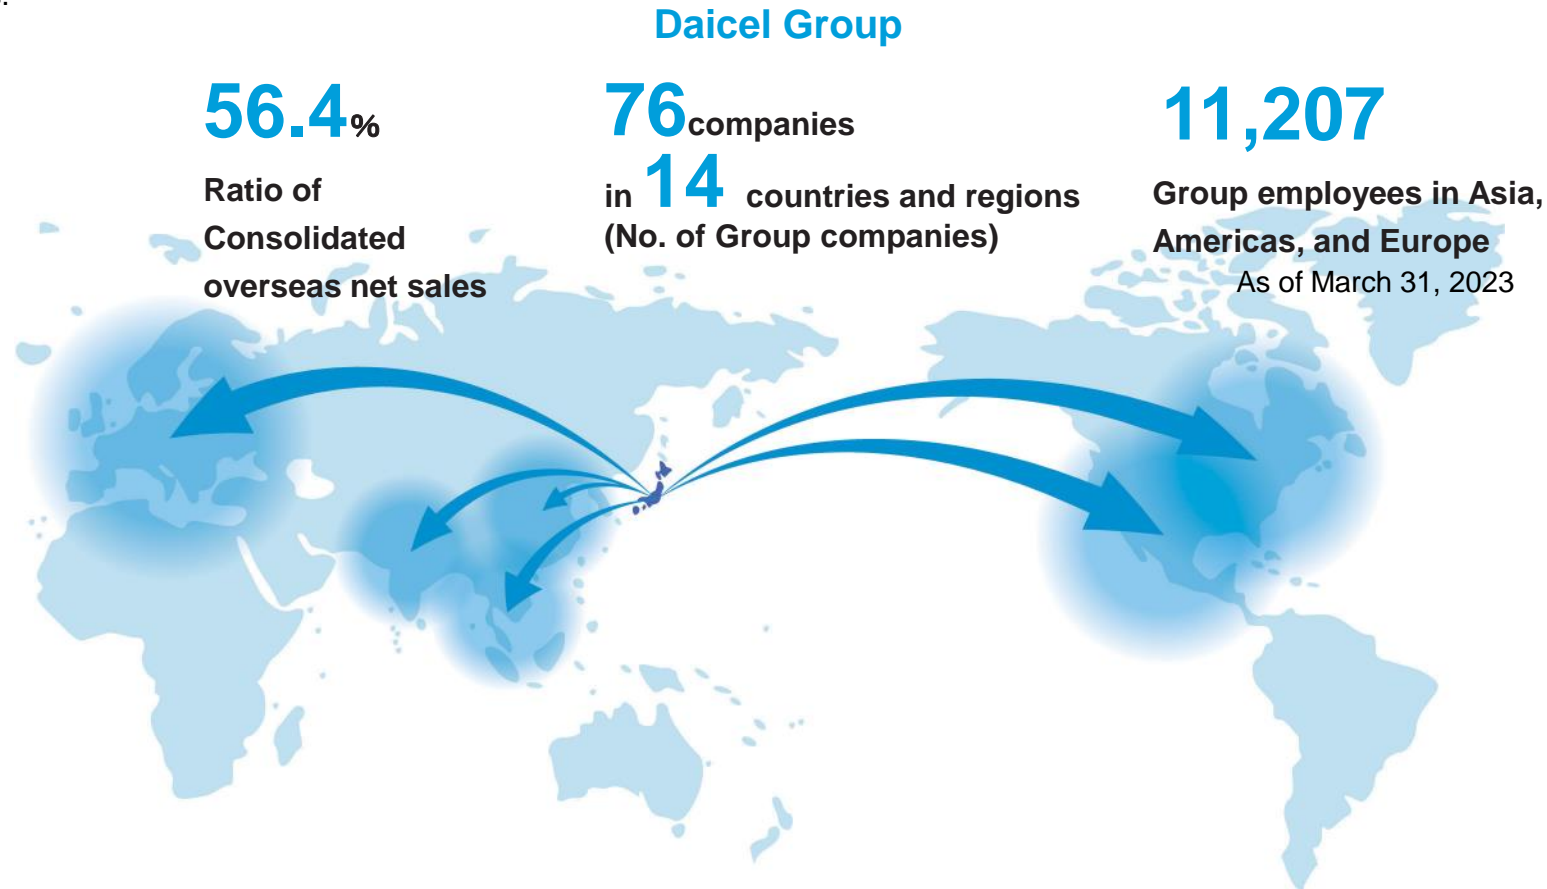 Daicel Group
56.4%
Ratio of
Consolidated
overseas net sales
76companies
in 14 countries and regions
(No. of Group companies)
11,207
Group employees in Asia,
Americas, and Europe
As of March 31, 2023